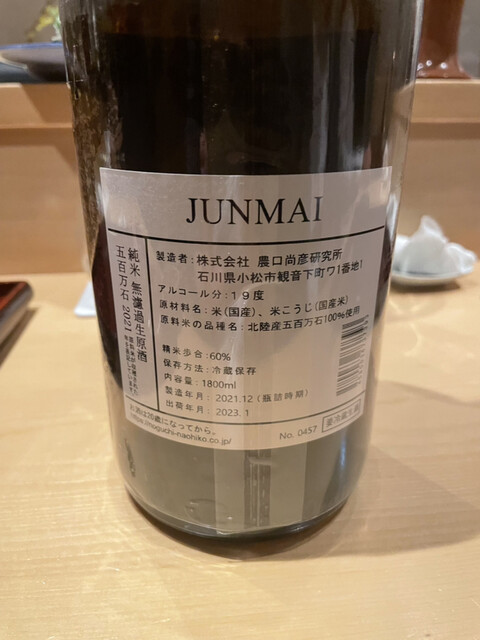 JUNMAI
純米 無濾過生原酒
五百万石 2021
製造者:株式会社 農口尚彦研究所
石川県小松市観音下町ワ1番地1
アルコール分:19度
原材料名:米(国産)、米こうじ(国産米)
原料米の品種名:北陸産五百万石100%使用
精米歩合:60%
保存方法:冷蔵保存
内容量:1800ml
製造年月:2021.12(瓶詰時期)
出荷年月:2023.1
お酒は20歳になってから。
https://noguchi-naohiko.co.jp/
No. 0457